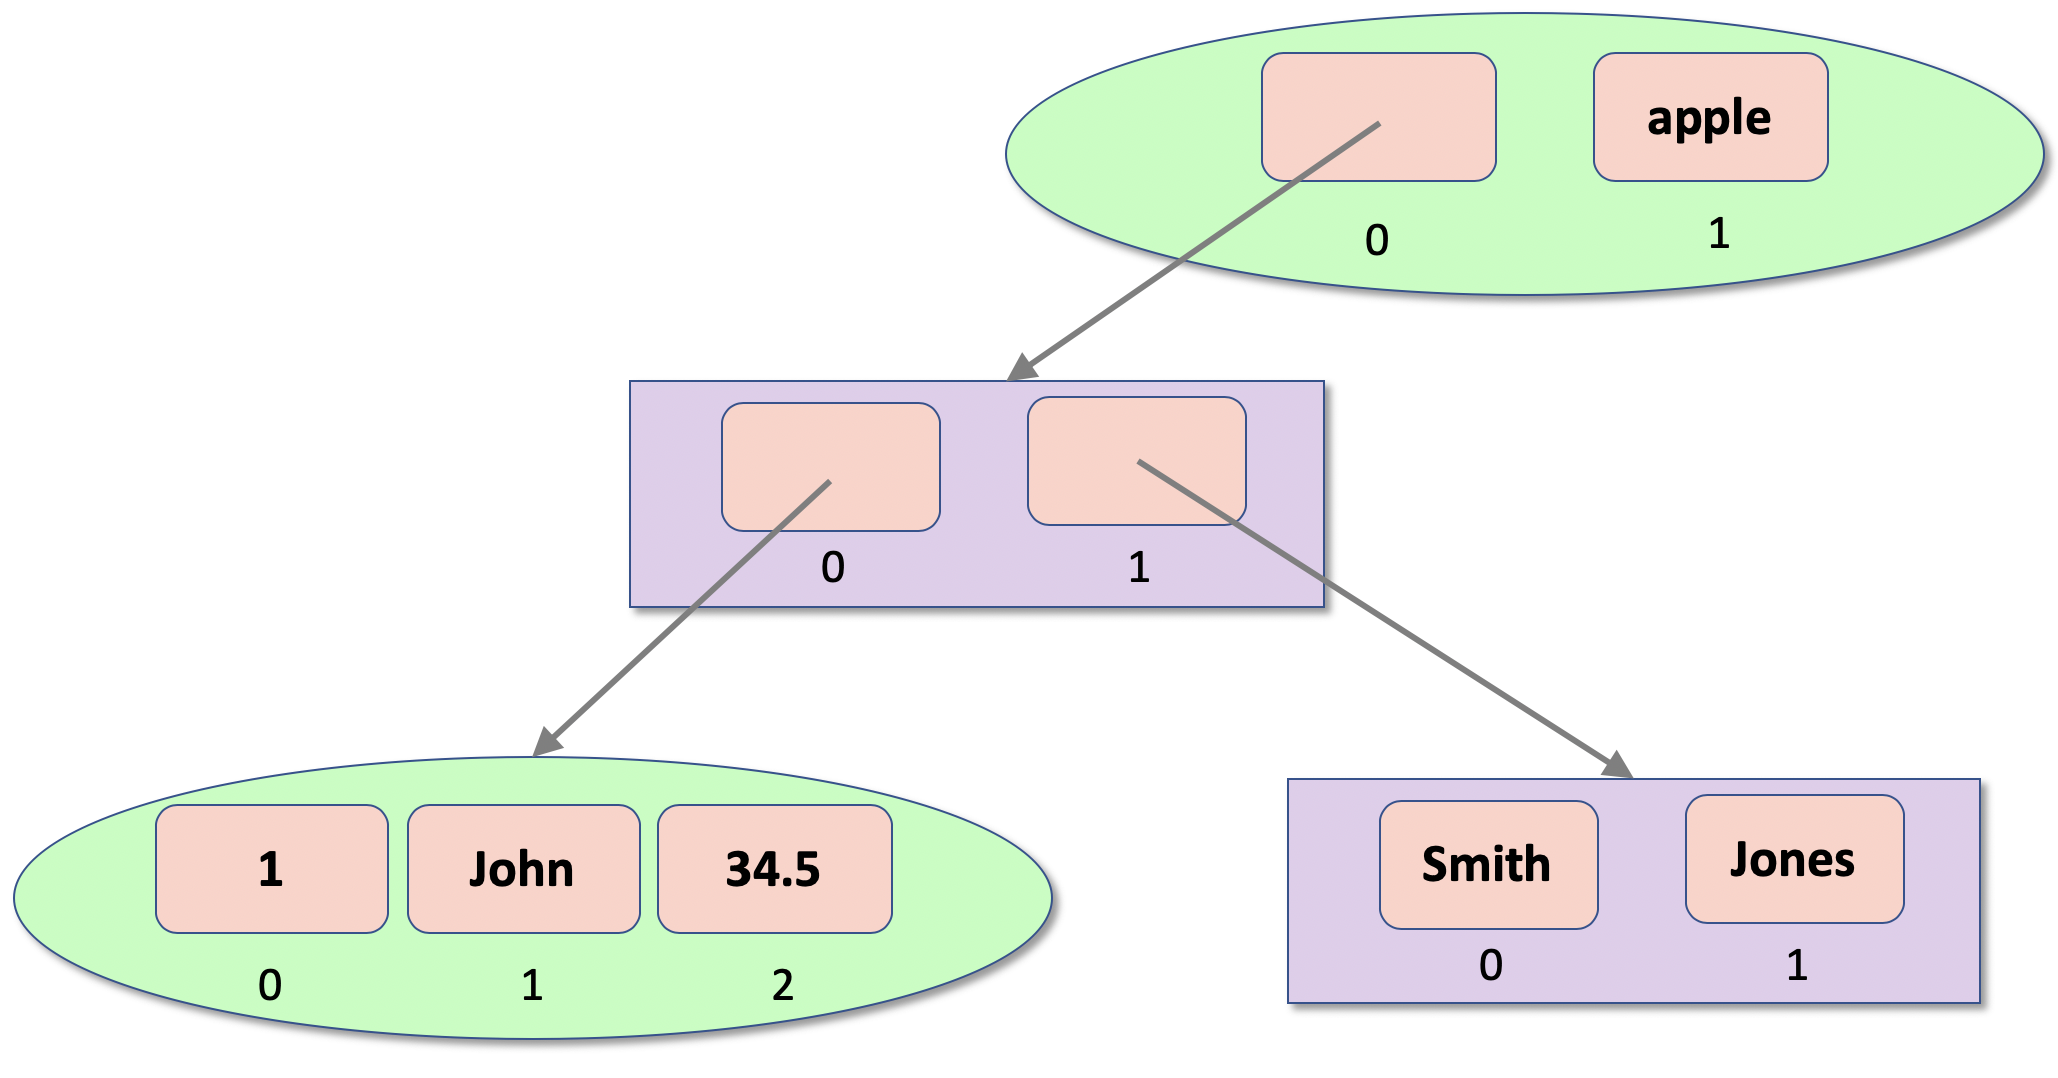 apple
0 1
0 1
1 John 34.5
0 1 2
Smith Jones
0 1